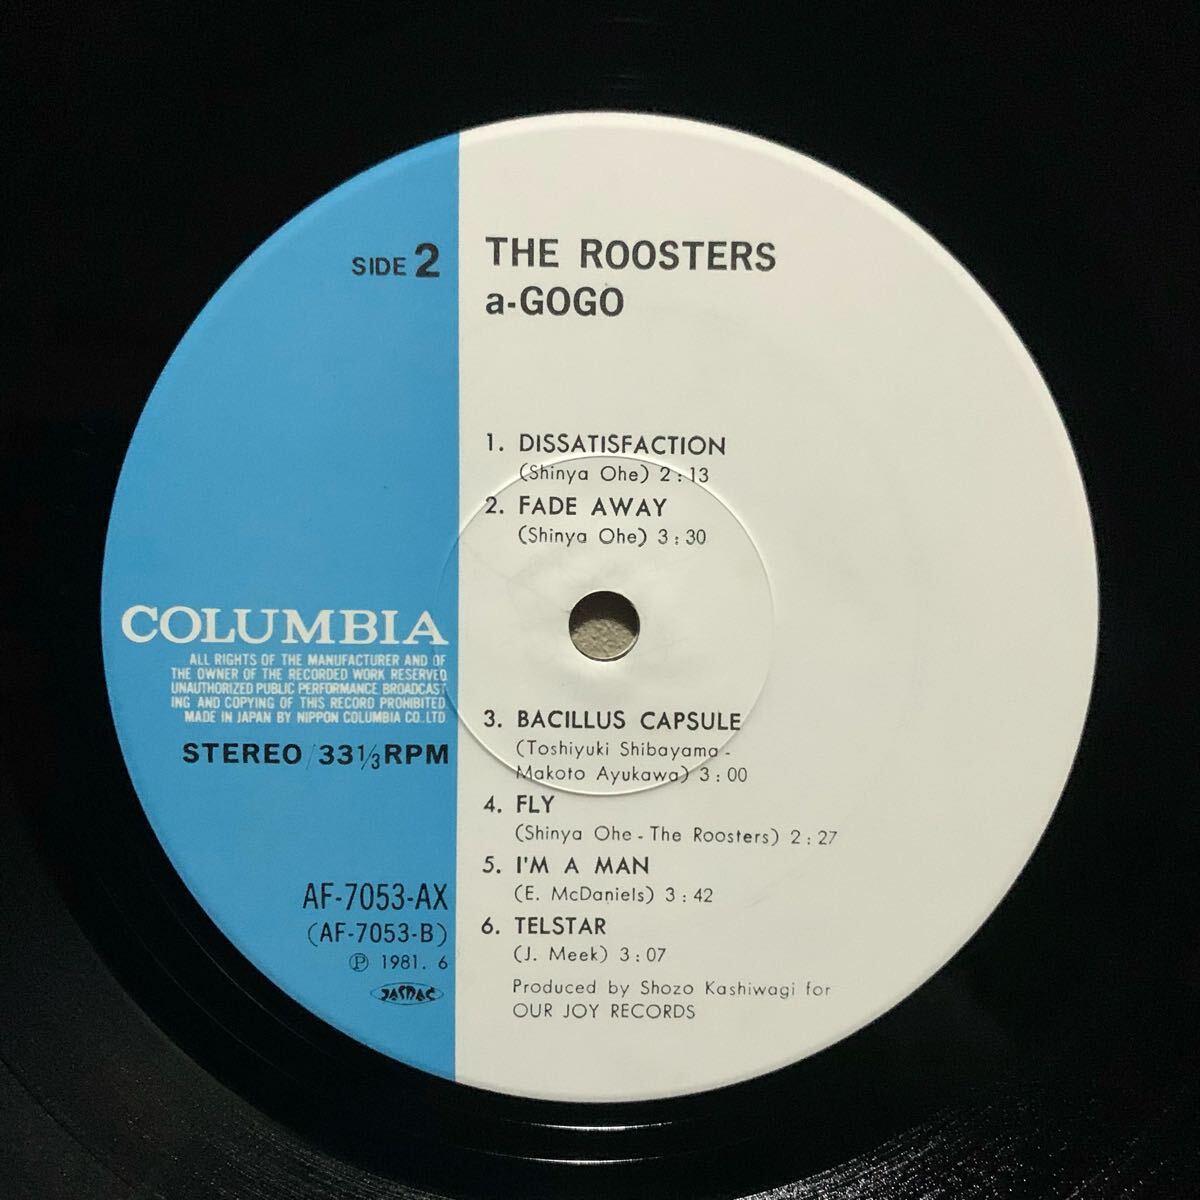 SIDE 2
THE ROOSTERS
a-GOGO
1. DISSATISFACTION
(Shinya Ohe) 2:13
2. FADE AWAY
(Shinya Ohe) 3:30
COLUMBIA
ALL RIGHTS OF THE MANUFACTURER AND OF
THE OWNER OF THE RECORDED WORK RESERVED
UNAUTHORIZED PUBLIC PERFORMANCE BROADCAST
ING AND COPYING OF THIS RECORD PROHIBITED
MADE IN JAPAN BY NIPPON COLUMBIA CO. LTD
STEREO/33⅓RPM
3. BACILLUS CAPSULE
(Toshiyuki Shibayama-
Makoto Ayukawa) 3:00
4. FLY
(Shinya Ohe-The Roosters) 2:27
5. I'M A MAN
(E. McDaniels) 3:42
6. TELSTAR
(J. Meek) 3:07
Produced by Shozo Kashiwagi for
OUR JOY RECORDS
AF-7053-AX
(AF-7053-B)
Ⓟ 1981. 6
JASRAC